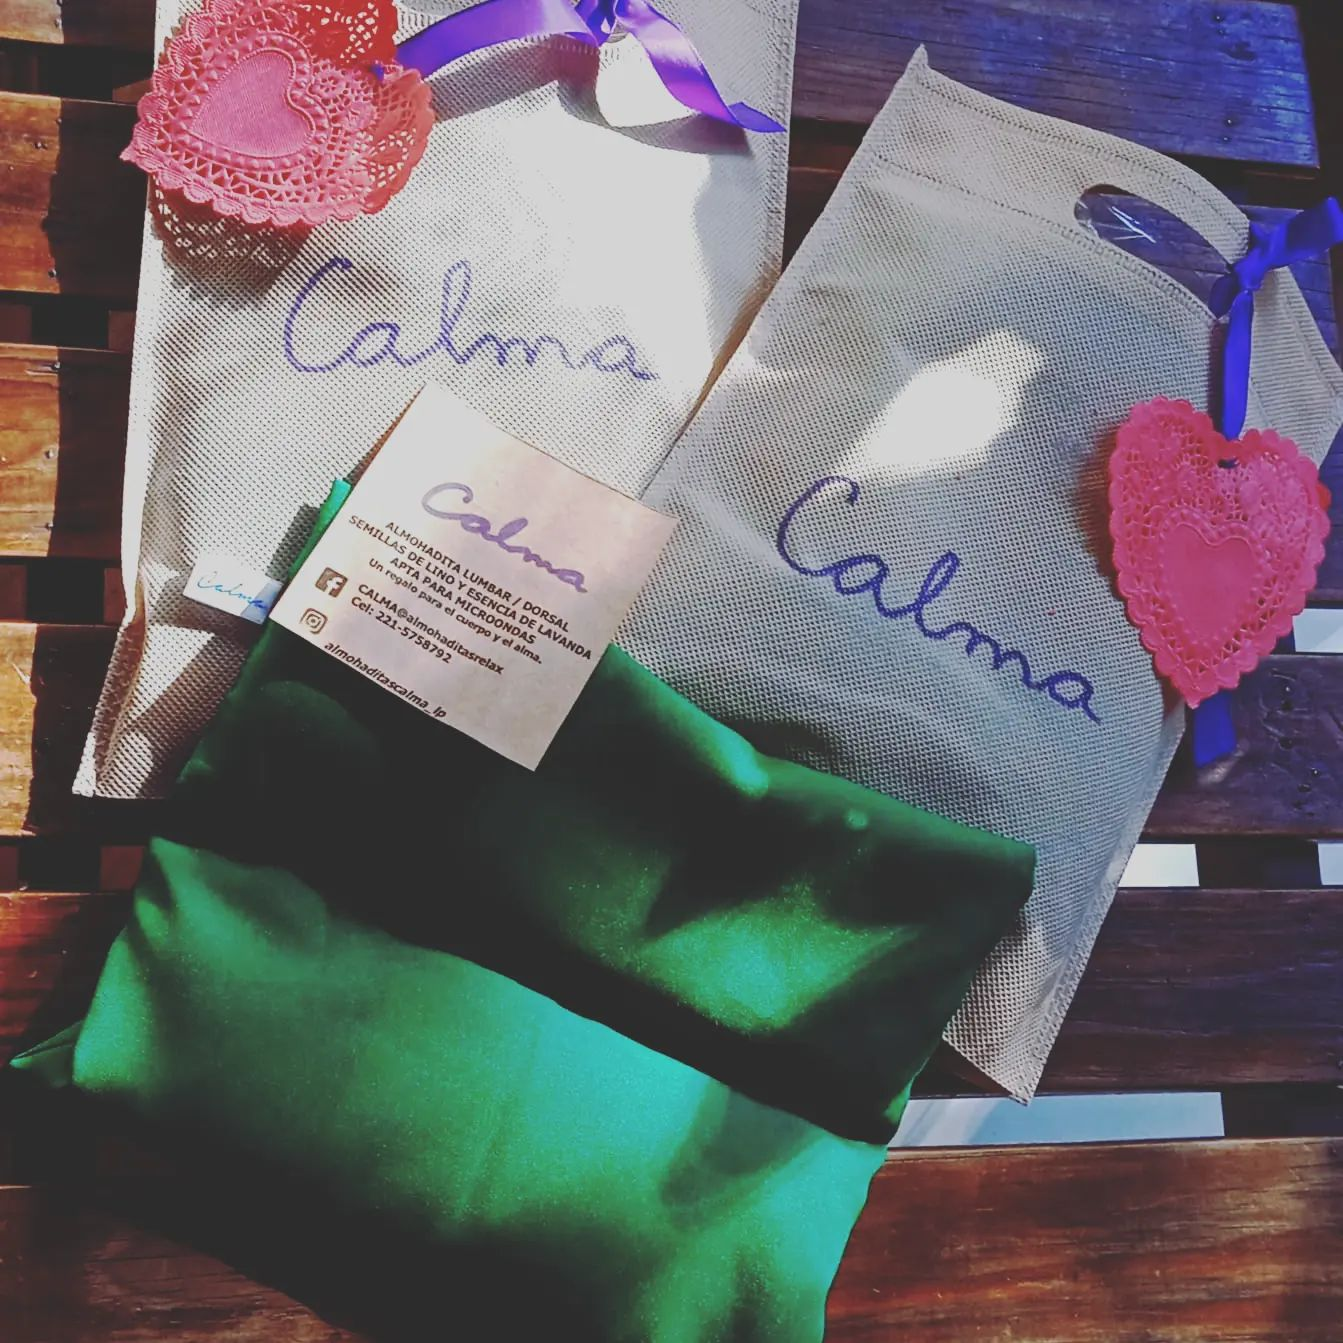 Calma
Calma
Calma
ALMOHADITA LUMBAR / DORSAL
SEMILLAS DE LINO Y ESENCIA DE LAVANDA
APTA PARA MICROONDAS
Un regalo para el cuerpo y el alma.
CALMA@almohaditasrelax
Cel: 221-5758792
almohaditascalma_lp
Calma